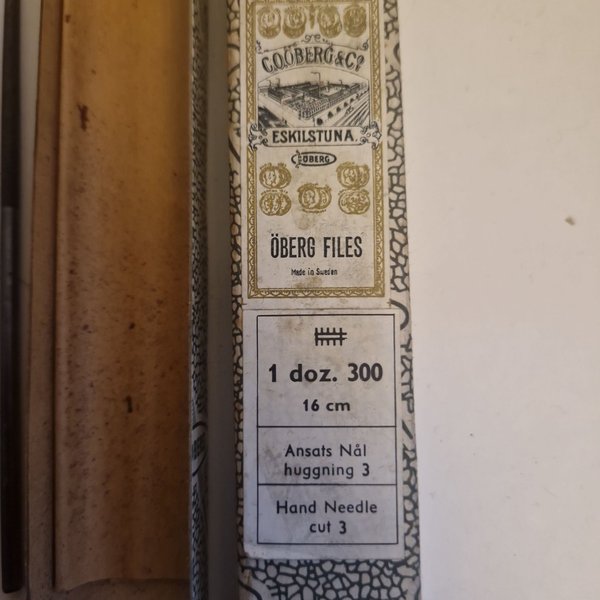 C.O.ÖBERG & Co
ESKILSTUNA.
ÖBERG
ÖBERG FILES
Made in Sweden
1 doz. 300
16 cm
Ansats Nål
huggning 3
Hand Needle
cut 3